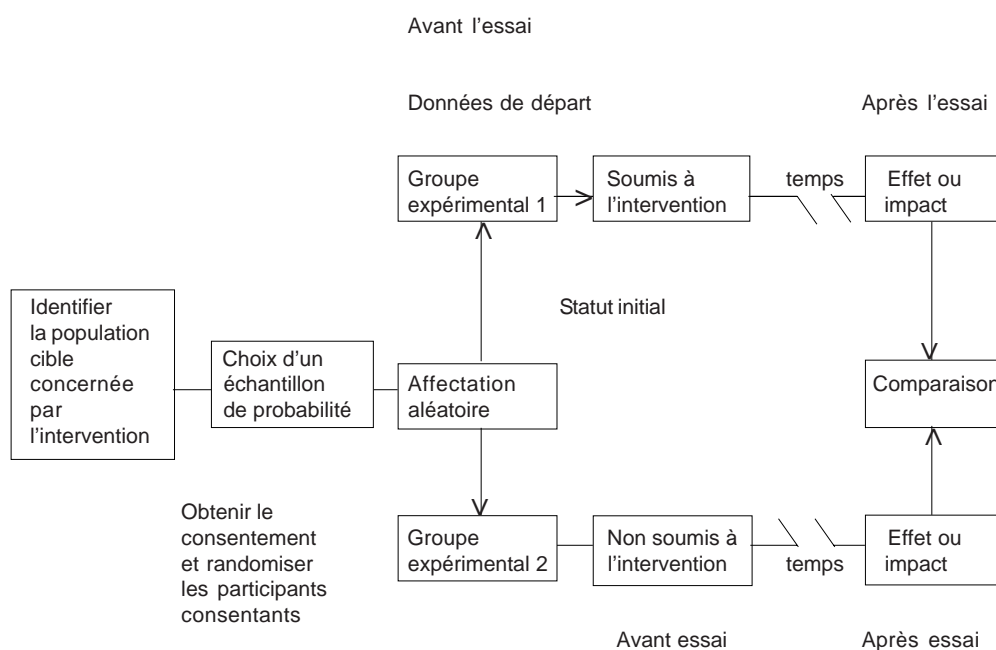 Avant l'essai
Données de départ
Après l'essai
Groupe
expérimental 1
Soumis à
l'intervention
temps
Effet ou
impact
Statut initial
Identifier
la population
cible
concernée
par
l'intervention
Choix d'un
échantillon
de probabilité
Affectation
aléatoire
Comparaison
Obtenir le
consentement
et randomiser
les participants
consentants
Groupe
expérimental 2
Non soumis à
l'intervention
temps
Effet ou
impact
Avant essai
Après essai